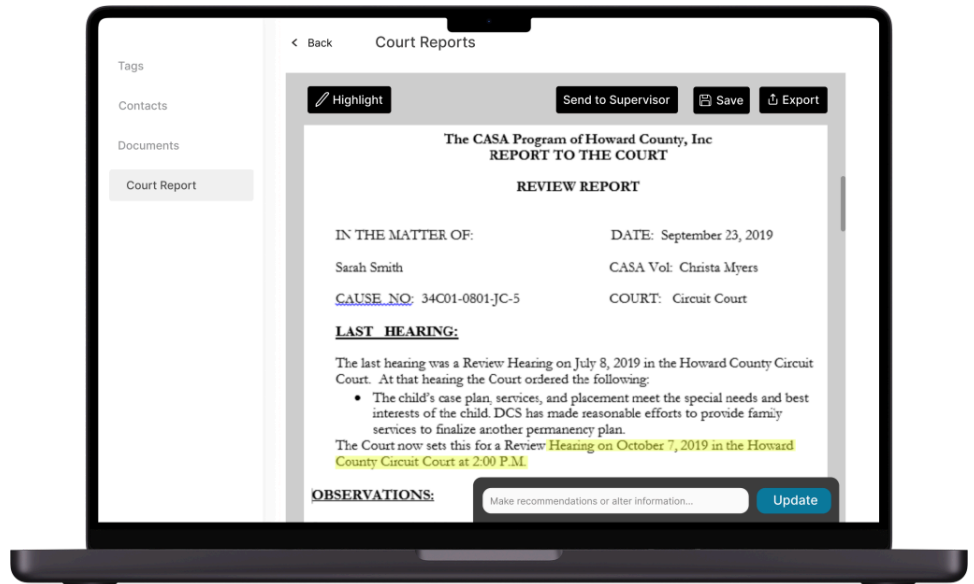 Back
Court Reports
Tags
Contacts
Documents
Court Report
Highlight
Send to Supervisor
Save
Export
The CASA Program of Howard County, Inc
REPORT TO THE COURT
REVIEW REPORT
IN THE MATTER OF:
DATE: September 23, 2019
Sarah Smith
CASA Vol: Christa Myers
CAUSE NO: 34C01-0801-JC-5
COURT: Circuit Court
LAST HEARING:
The last hearing was a Review Hearing on July 8, 2019 in the Howard County Circuit
Court. At that hearing the Court ordered the following:
• The child's case plan, services, and placement meet the special needs and best
interests of the child. DCS has made reasonable efforts to provide family
services to finalize another permanency plan.
The Court now sets this for a Review Hearing on October 7, 2019 in the Howard
County Circuit Court at 2:00 P.M.
OBSERVATIONS:
Make recommendations or alter information...
Update